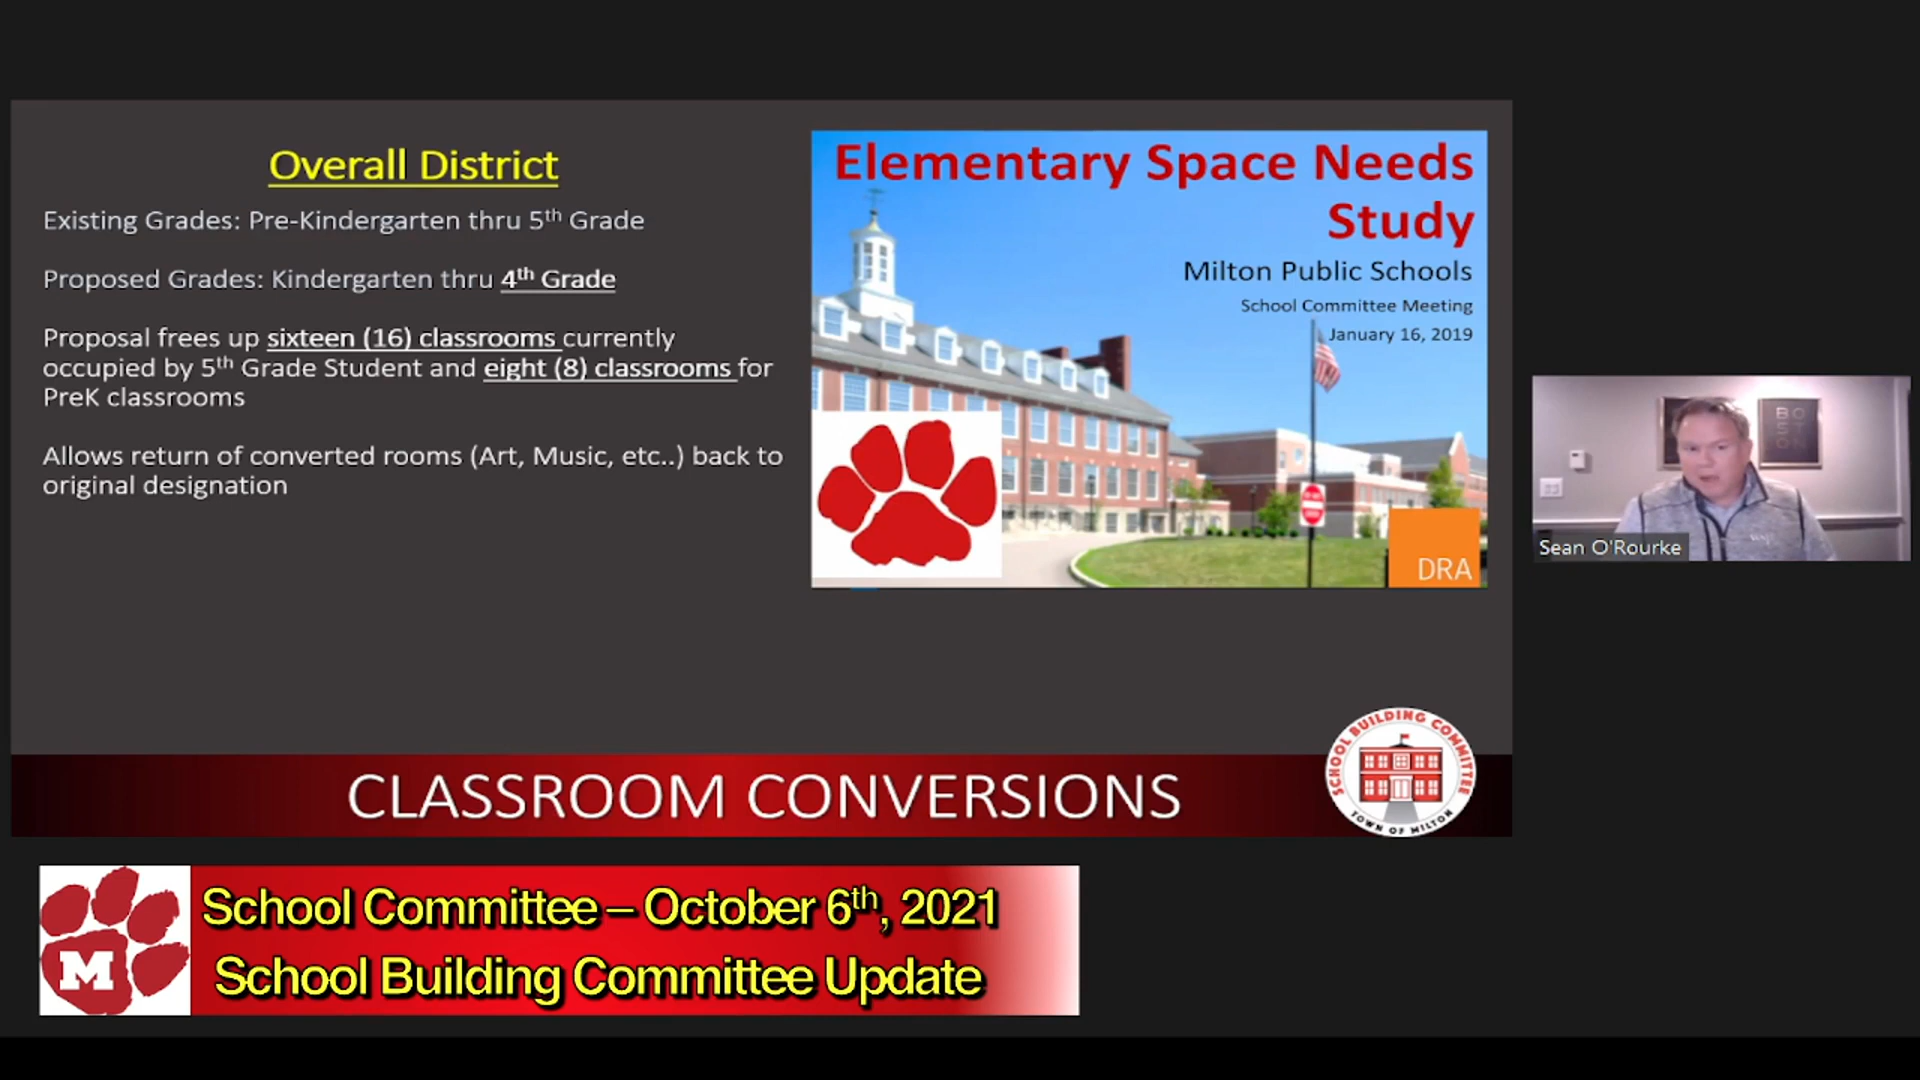 Overall District
Existing Grades: Pre-Kindergarten thru 5th Grade
Proposed Grades: Kindergarten thru 4th Grade
Proposal frees up sixteen (16) classrooms currently
occupied by 5th Grade Student and eight (8) classrooms for
PreK classrooms
Allows return of converted rooms (Art, Music, etc..) back to
original designation
Elementary Space Needs
Study
Milton Public Schools
School Committee Meeting
January 16, 2019
DRA
BO
ST
Sean O'Rourke
CLASSROOM CONVERSIONS
SCHOOL BUILDING COMMITTEE
TOWN OF MILTON
M
School Committee – October 6th, 2021
School Building Committee Update